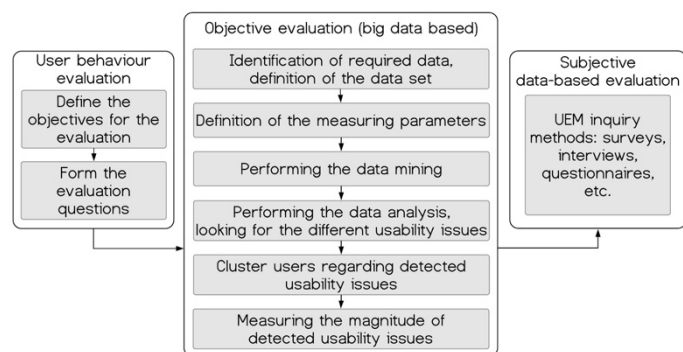 User behaviour
evaluation
Define the
objectives for the
evaluation
Form the
evaluation
questions
Objective evaluation (big data based)
Identification of required data,
definition of the data set
Definition of the measuring parameters
Performing the data mining
Performing the data analysis,
looking for the different usability issues
Cluster users regarding detected
usability issues
Measuring the magnitude of
detected usability issues
Subjective
data-based evaluation
UEM inquiry
methods: surveys,
interviews,
questionnaires,
etc.